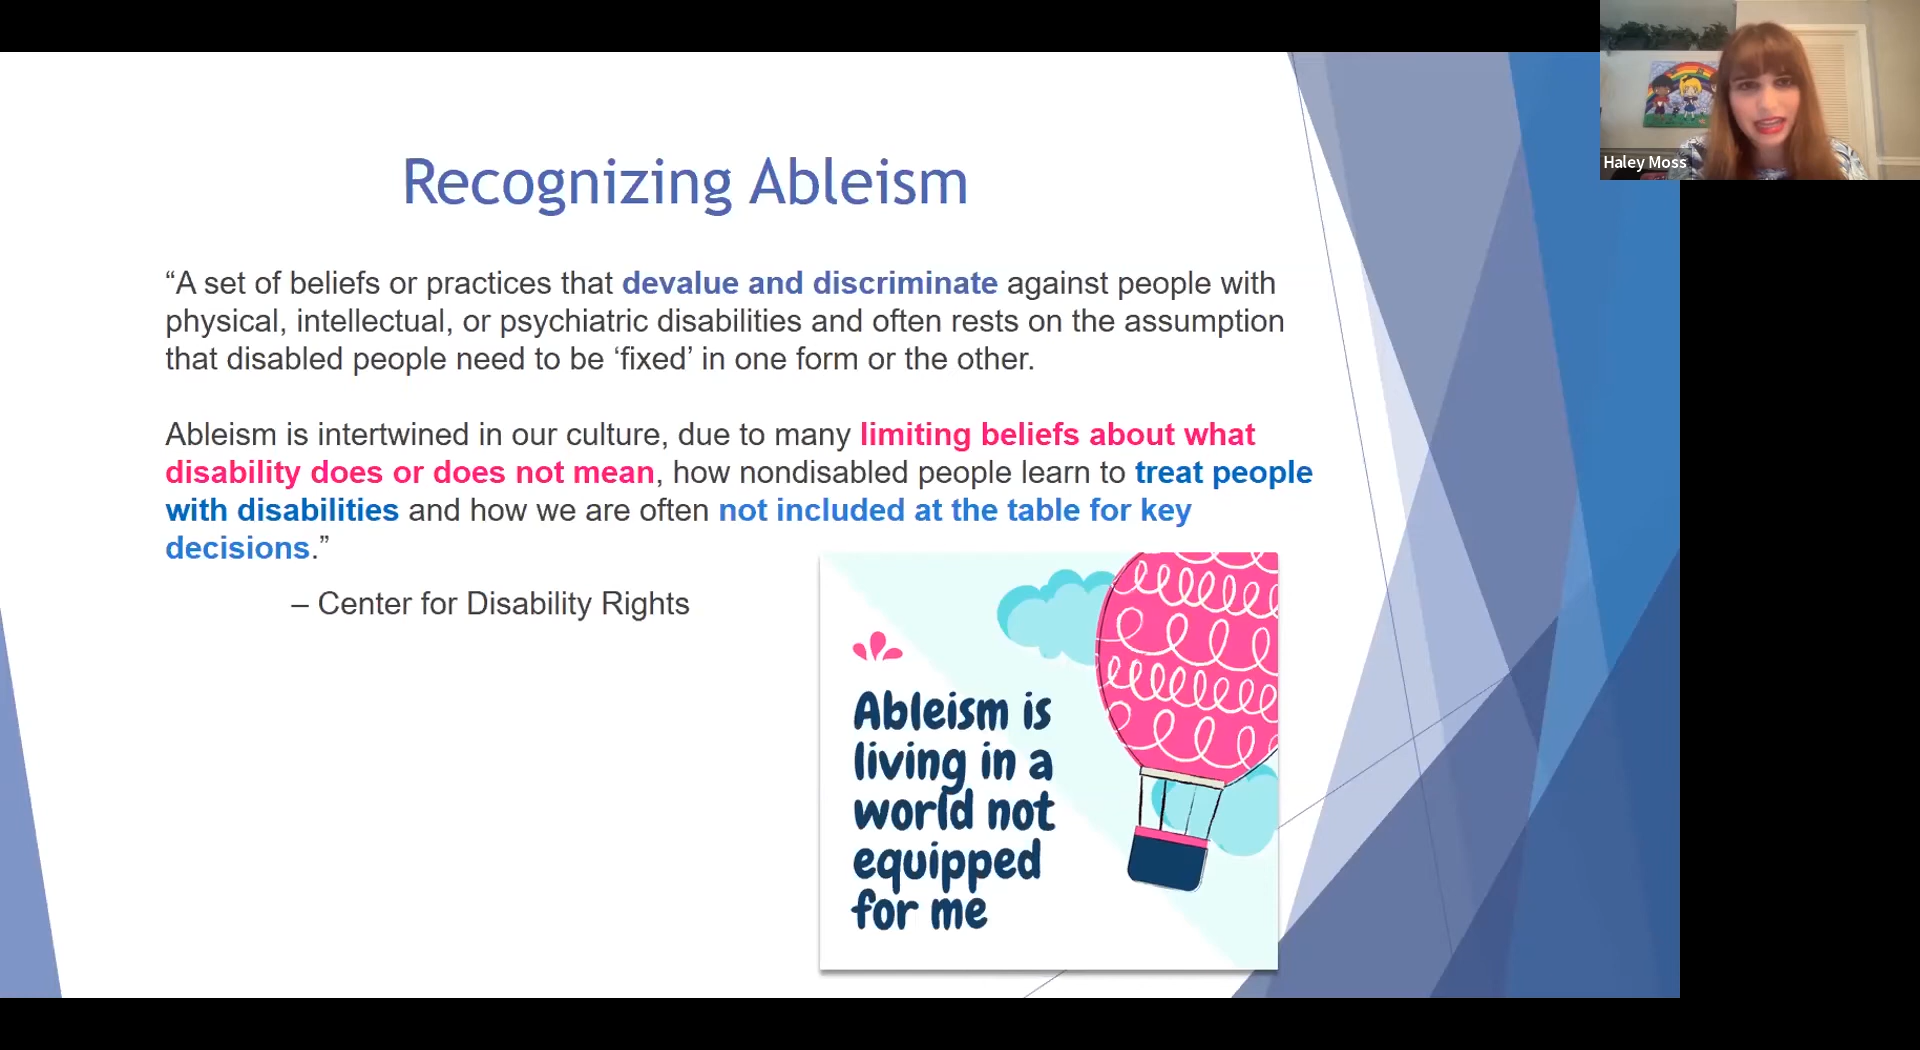 Haley Moss
Recognizing Ableism
“A set of beliefs or practices that devalue and discriminate against people with
physical, intellectual, or psychiatric disabilities and often rests on the assumption
that disabled people need to be ‘fixed’ in one form or the other.
Ableism is intertwined in our culture, due to many limiting beliefs about what
disability does or does not mean, how nondisabled people learn to treat people
with disabilities and how we are often not included at the table for key
decisions.”
– Center for Disability Rights
Ableism is
living in a
world not
equipped
for me